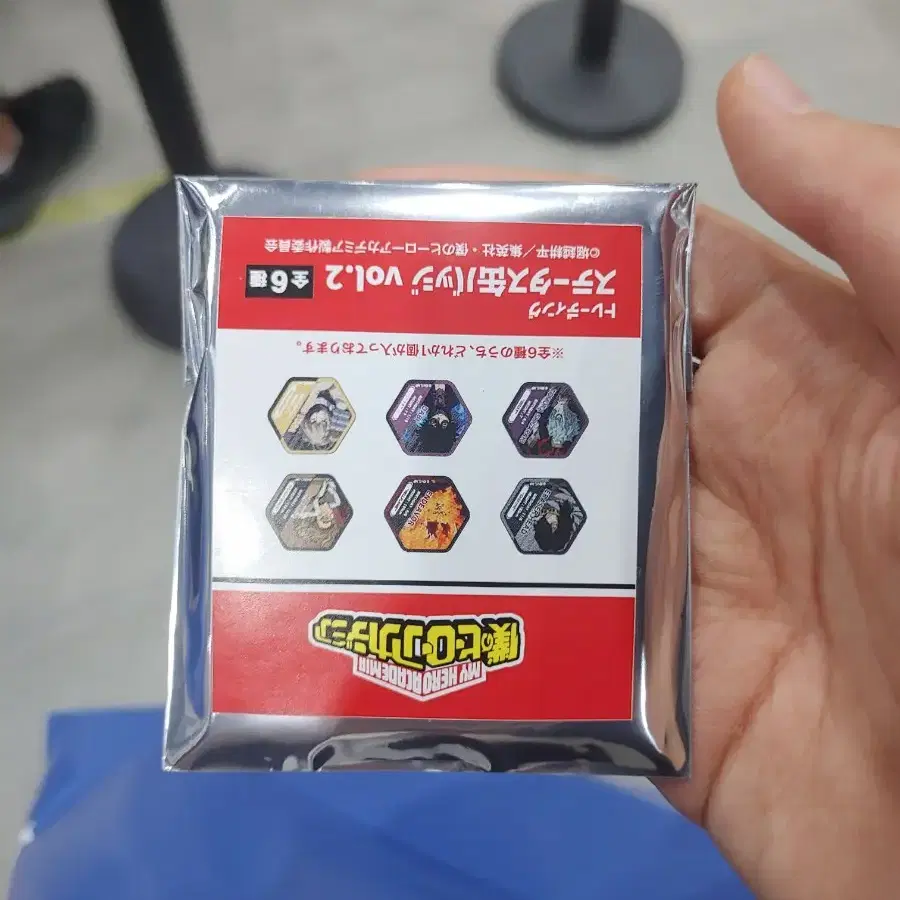 僕のヒーローアカデミア
MY HERO ACADEMIA
ENDEAVOR
※全6種のうち、どれか1個が入っております。
トレーディング
ステータス缶バッジ vol.2 全6種
©堀越耕平／集英社・僕のヒーローアカデミア製作委員会